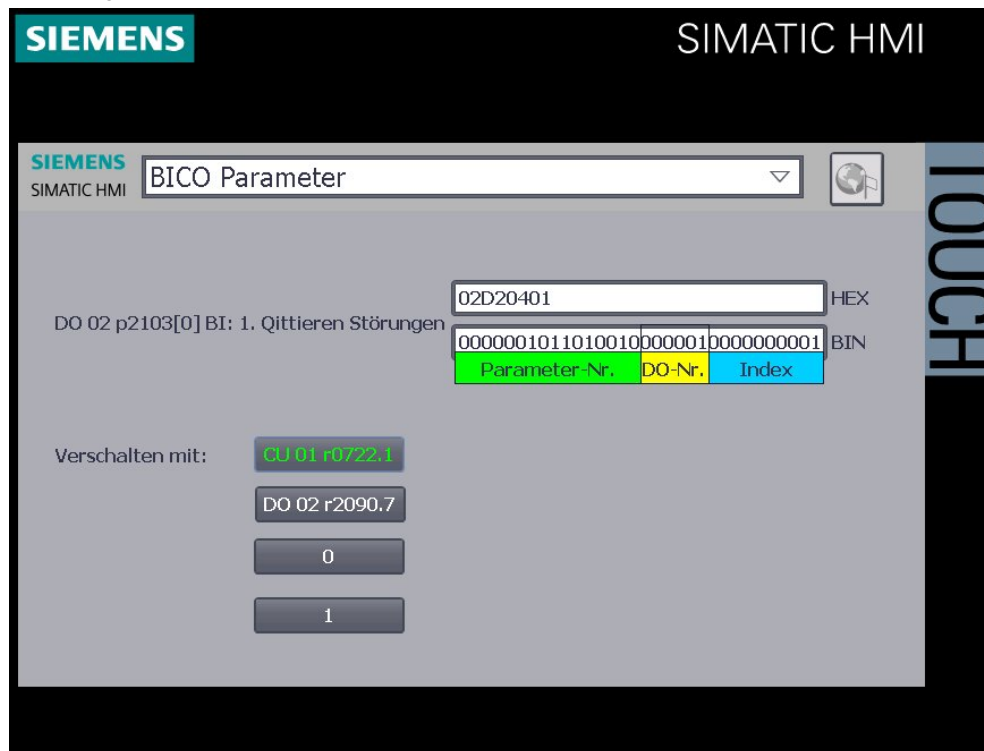 SIEMENS
SIMATIC HMI
TOUCH
SIEMENS
SIMATIC HMI
BICO Parameter
DO 02 p2103[0] BI: 1. Qittieren Störungen
02D20401
HEX
00000010110100100000010000000001
BIN
Parameter-Nr.
DO-Nr.
Index
Verschalten mit:
CU 01 r0722.1
DO 02 r2090.7
0
1